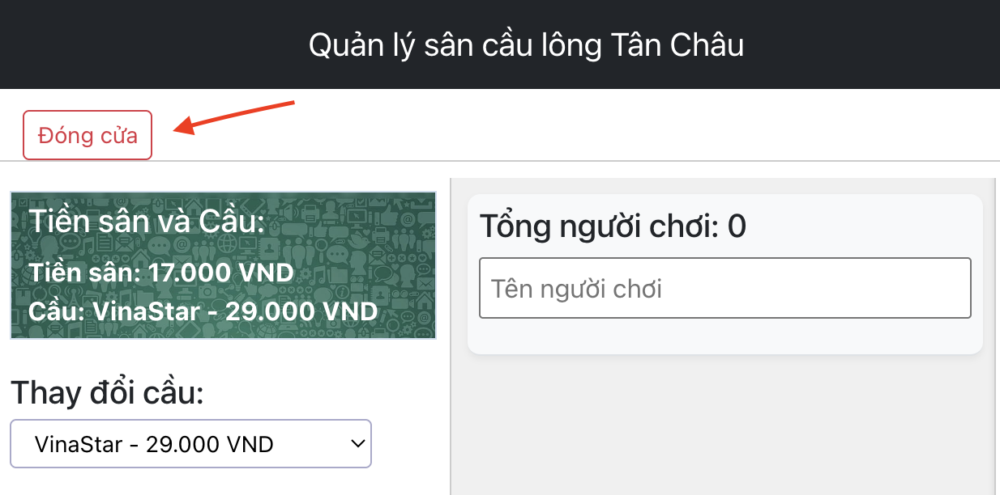 Quản lý sân cầu lông Tân Châu
Đóng cửa
Tiền sân và Cầu:
Tiền sân: 17.000 VND
Cầu: VinaStar - 29.000 VND
Thay đổi cầu:
VinaStar - 29.000 VND
Tổng người chơi: 0
Tên người chơi